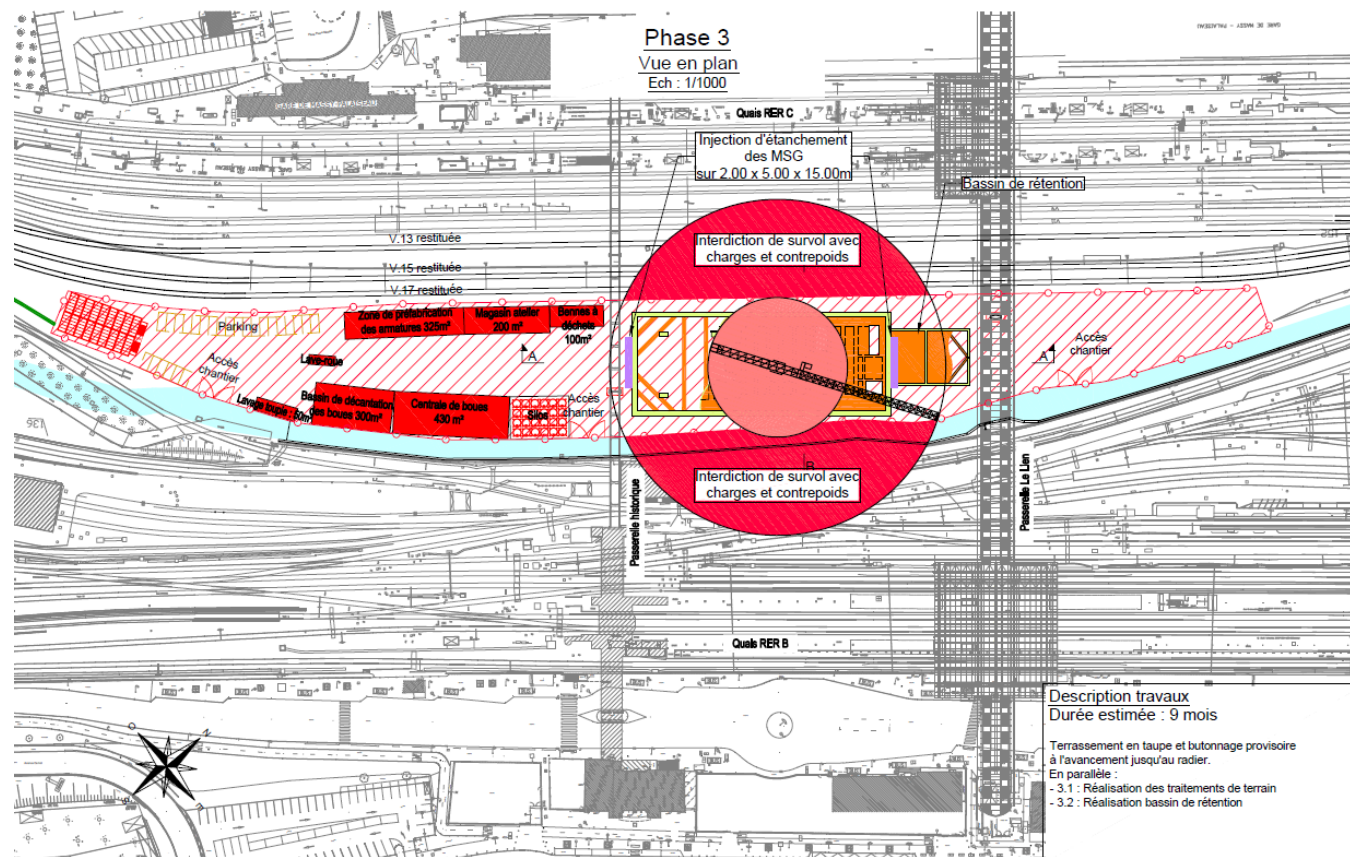 GARE DE MASSY - PALAISEAU
Phase 3
Vue en plan
Ech : 1/1000
GARE DE MASSY-PALAISEAU
Quais RER C
Injection d'étanchement
des MSG
sur 2.00 x 5.00 x 15.00m
Bassin de rétention
V.13 restituée
V.15 restituée
V.17 restituée
Interdiction de survol avec
charges et contrepoids
Parking
Zone de préfabrication
des armatures 325m²
Magasin atelier
200 m²
Bennes à
déchets
100m²
Accès
chantier
Lave-roue
A
A
Accès
chantier
Lavage toupie : 50m²
Bassin de décantation
des boues 300m²
Centrale de boues
430 m²
Silos
Accès
chantier
B
Interdiction de survol avec
charges et contrepoids
Passerelle historique
Passerelle Le Lien
Quais RER B
N
E
S
O
Description travaux
Durée estimée : 9 mois
Terrassement en taupe et butonnage provisoire
à l'avancement jusqu'au radier.
En parallèle :
- 3.1 : Réalisation des traitements de terrain
- 3.2 : Réalisation bassin de rétention